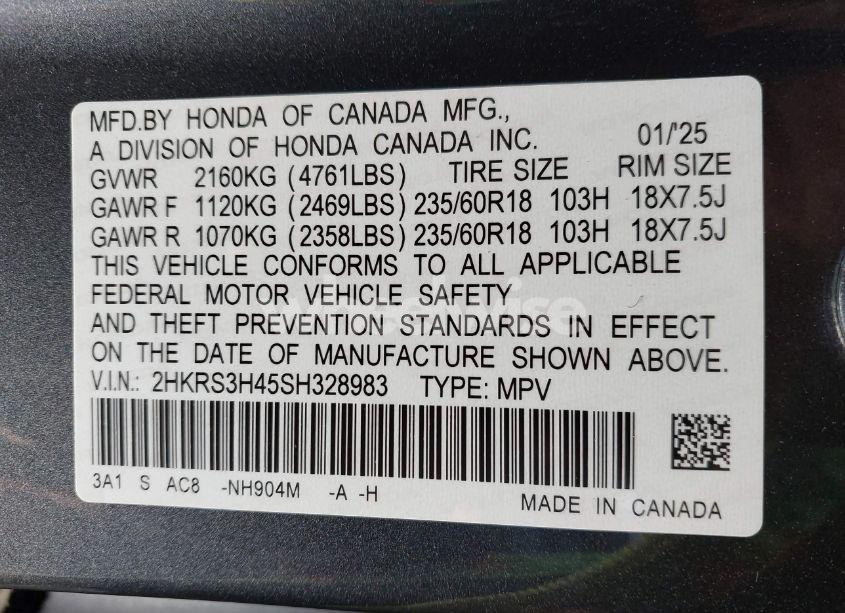 MFD.BY HONDA OF CANADA MFG.,
A DIVISION OF HONDA CANADA INC. 01/'25
GVWR 2160KG (4761LBS) TIRE SIZE RIM SIZE
GAWR F 1120KG (2469LBS) 235/60R18 103H 18X7.5J
GAWR R 1070KG (2358LBS) 235/60R18 103H 18X7.5J
THIS VEHICLE CONFORMS TO ALL APPLICABLE
FEDERAL MOTOR VEHICLE SAFETY
AND THEFT PREVENTION STANDARDS IN EFFECT
ON THE DATE OF MANUFACTURE SHOWN ABOVE.
V.I.N.: 2HKRS3H45SH328983 TYPE: MPV
3A1 S AC8 -NH904M -A -H
MADE IN CANADA